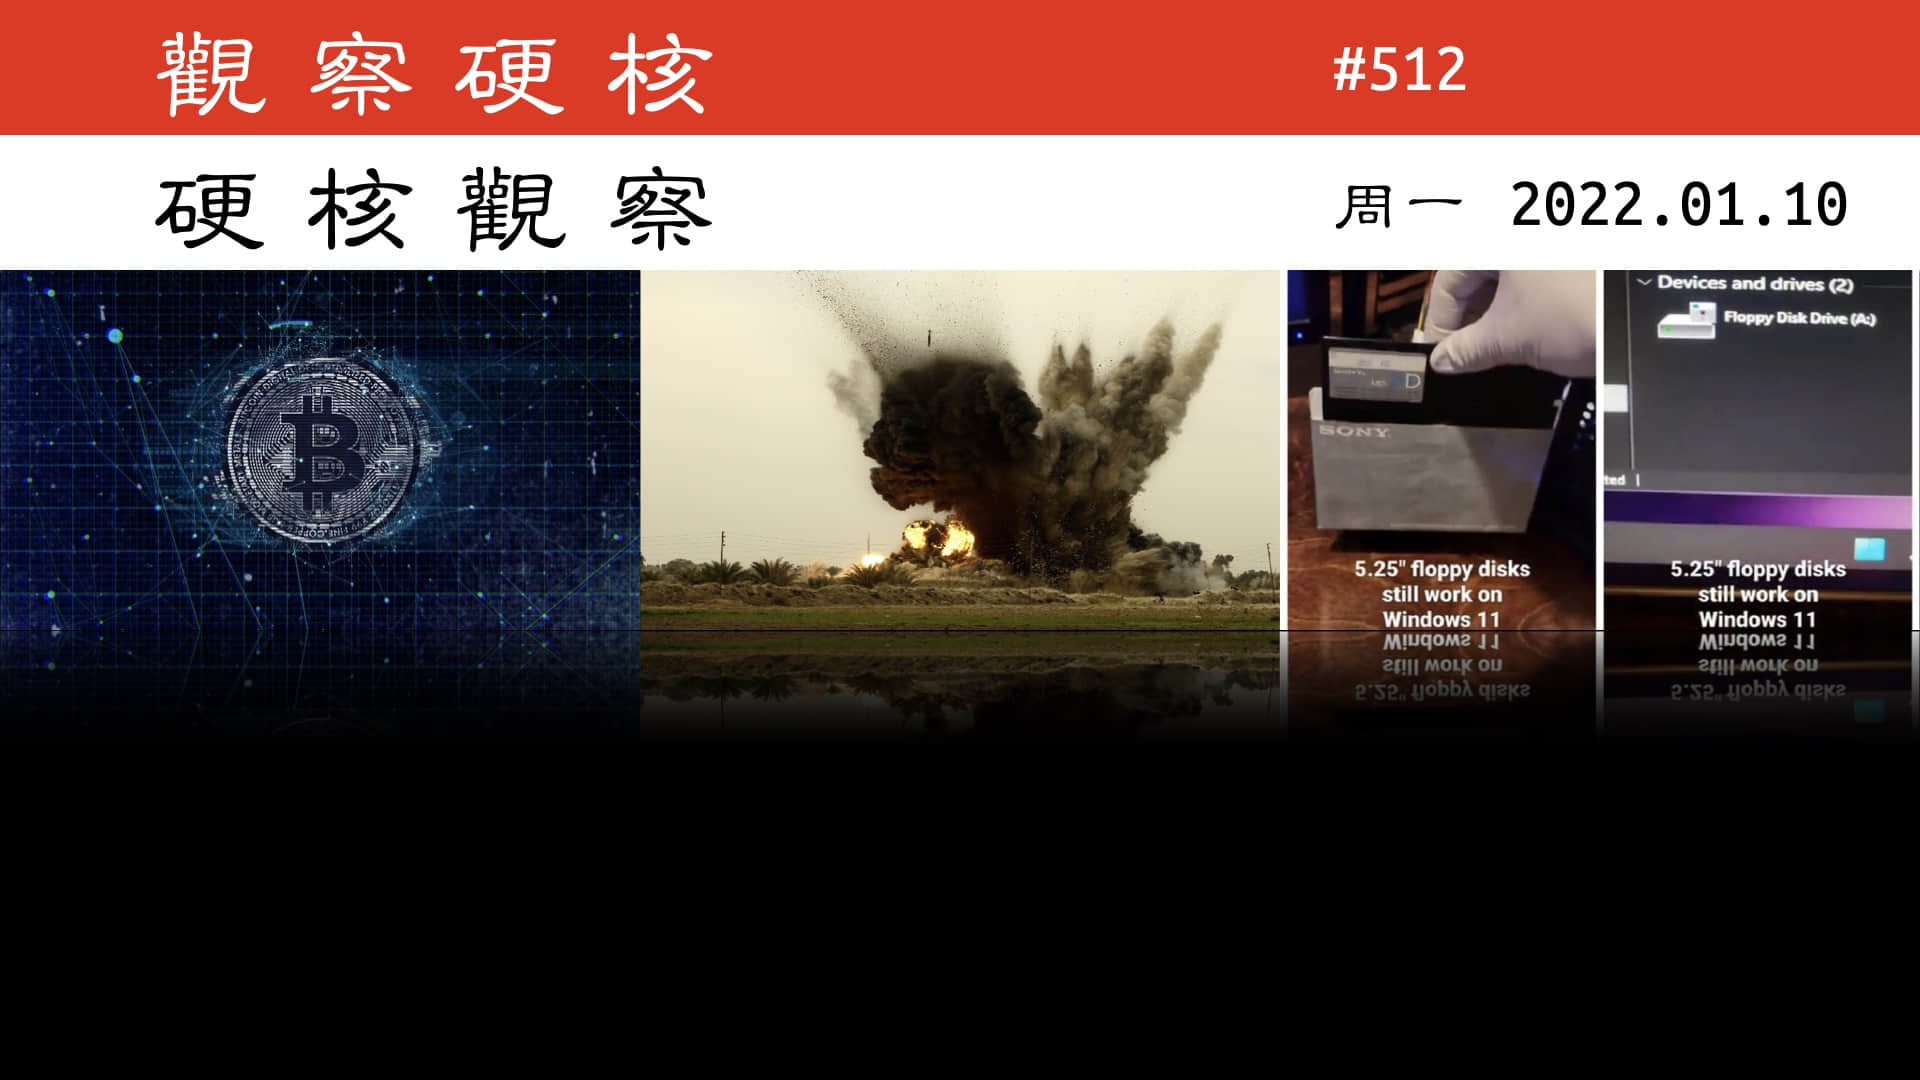 觀察硬核
#512
硬核觀察
周一 2022.01.10
SONY
5.25" floppy disks
still work on
Windows 11
Devices and drives (2)
Floppy Disk Drive (A:)
ted
5.25" floppy disks
still work on
Windows 11